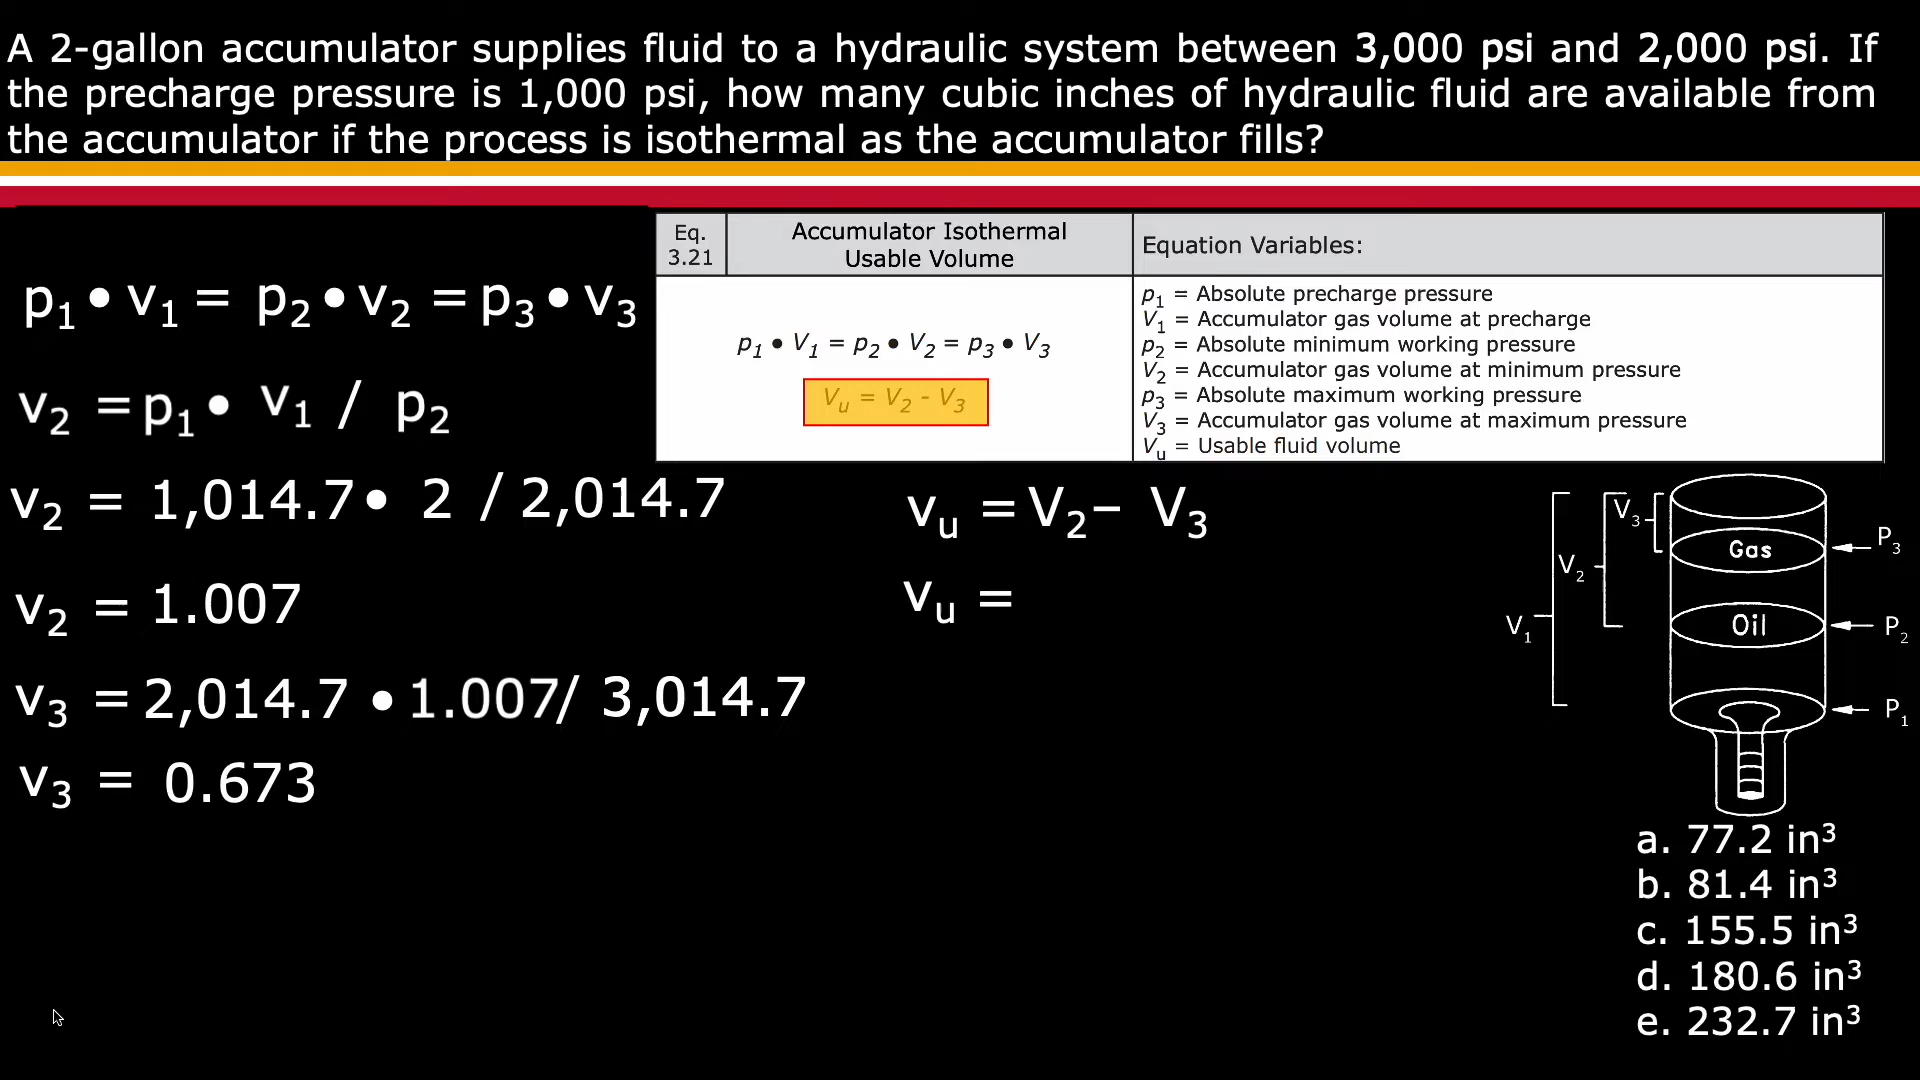 A 2-gallon accumulator supplies fluid to a hydraulic system between 3,000 psi and 2,000 psi. If
the precharge pressure is 1,000 psi, how many cubic inches of hydraulic fluid are available from
the accumulator if the process is isothermal as the accumulator fills?
Eq.
3.21
Accumulator Isothermal
Usable Volume
Equation Variables:
p₁ • V₁ = p₂ • V₂ = p₃ • V₃
Vᵤ = V₂ - V₃
p₁ = Absolute precharge pressure
V₁ = Accumulator gas volume at precharge
p₂ = Absolute minimum working pressure
V₂ = Accumulator gas volume at minimum pressure
p₃ = Absolute maximum working pressure
V₃ = Accumulator gas volume at maximum pressure
Vᵤ = Usable fluid volume
p₁ • v₁ = p₂ • v₂ = p₃ • v₃
v₂ = p₁ • v₁ / p₂
v₂ = 1,014.7 • 2 / 2,014.7
v₂ = 1.007
v₃ = 2,014.7 • 1.007 / 3,014.7
v₃ = 0.673
vᵤ = V₂ – V₃
vᵤ =
V₃
Gas
P₃
V₂
Oil
P₂
V₁
P₁
a. 77.2 in³
b. 81.4 in³
c. 155.5 in³
d. 180.6 in³
e. 232.7 in³